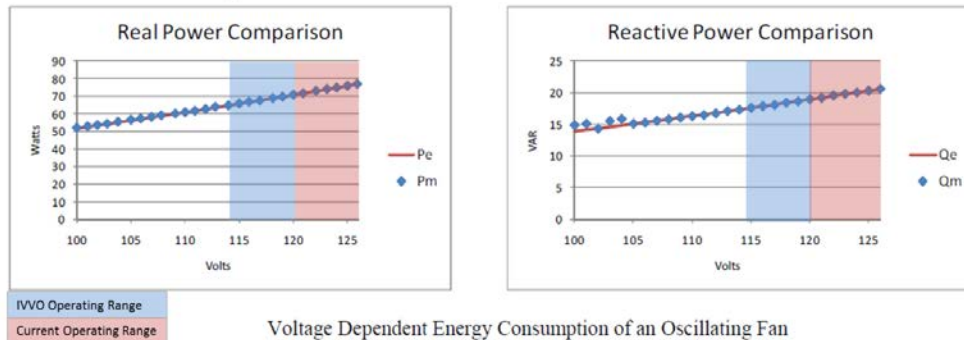 Real Power Comparison
90
80
70
60
50
40
30
20
10
0
Watts
100 105 110 115 120 125
Volts
Pe
Pm
Reactive Power Comparison
25
20
15
10
5
0
VAR
100 105 110 115 120 125
Volts
Qe
Qm
IVVO Operating Range
Current Operating Range
Voltage Dependent Energy Consumption of an Oscillating Fan